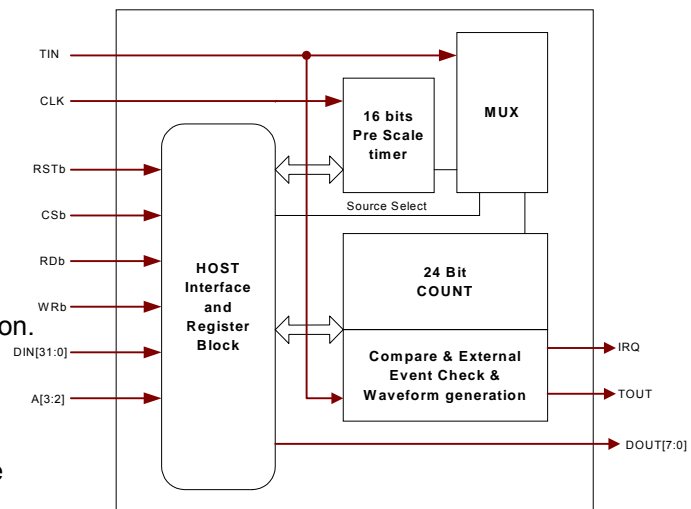 TIN
CLK
RSTb
CSb
RDb
WRb
on.
DIN[31:0]
A[3:2]
e
HOST
Interface
and
Register
Block
16 bits
Pre Scale
timer
MUX
Source Select
24 Bit
COUNT
Compare & External
Event Check &
Waveform generation
IRQ
TOUT
DOUT[7:0]